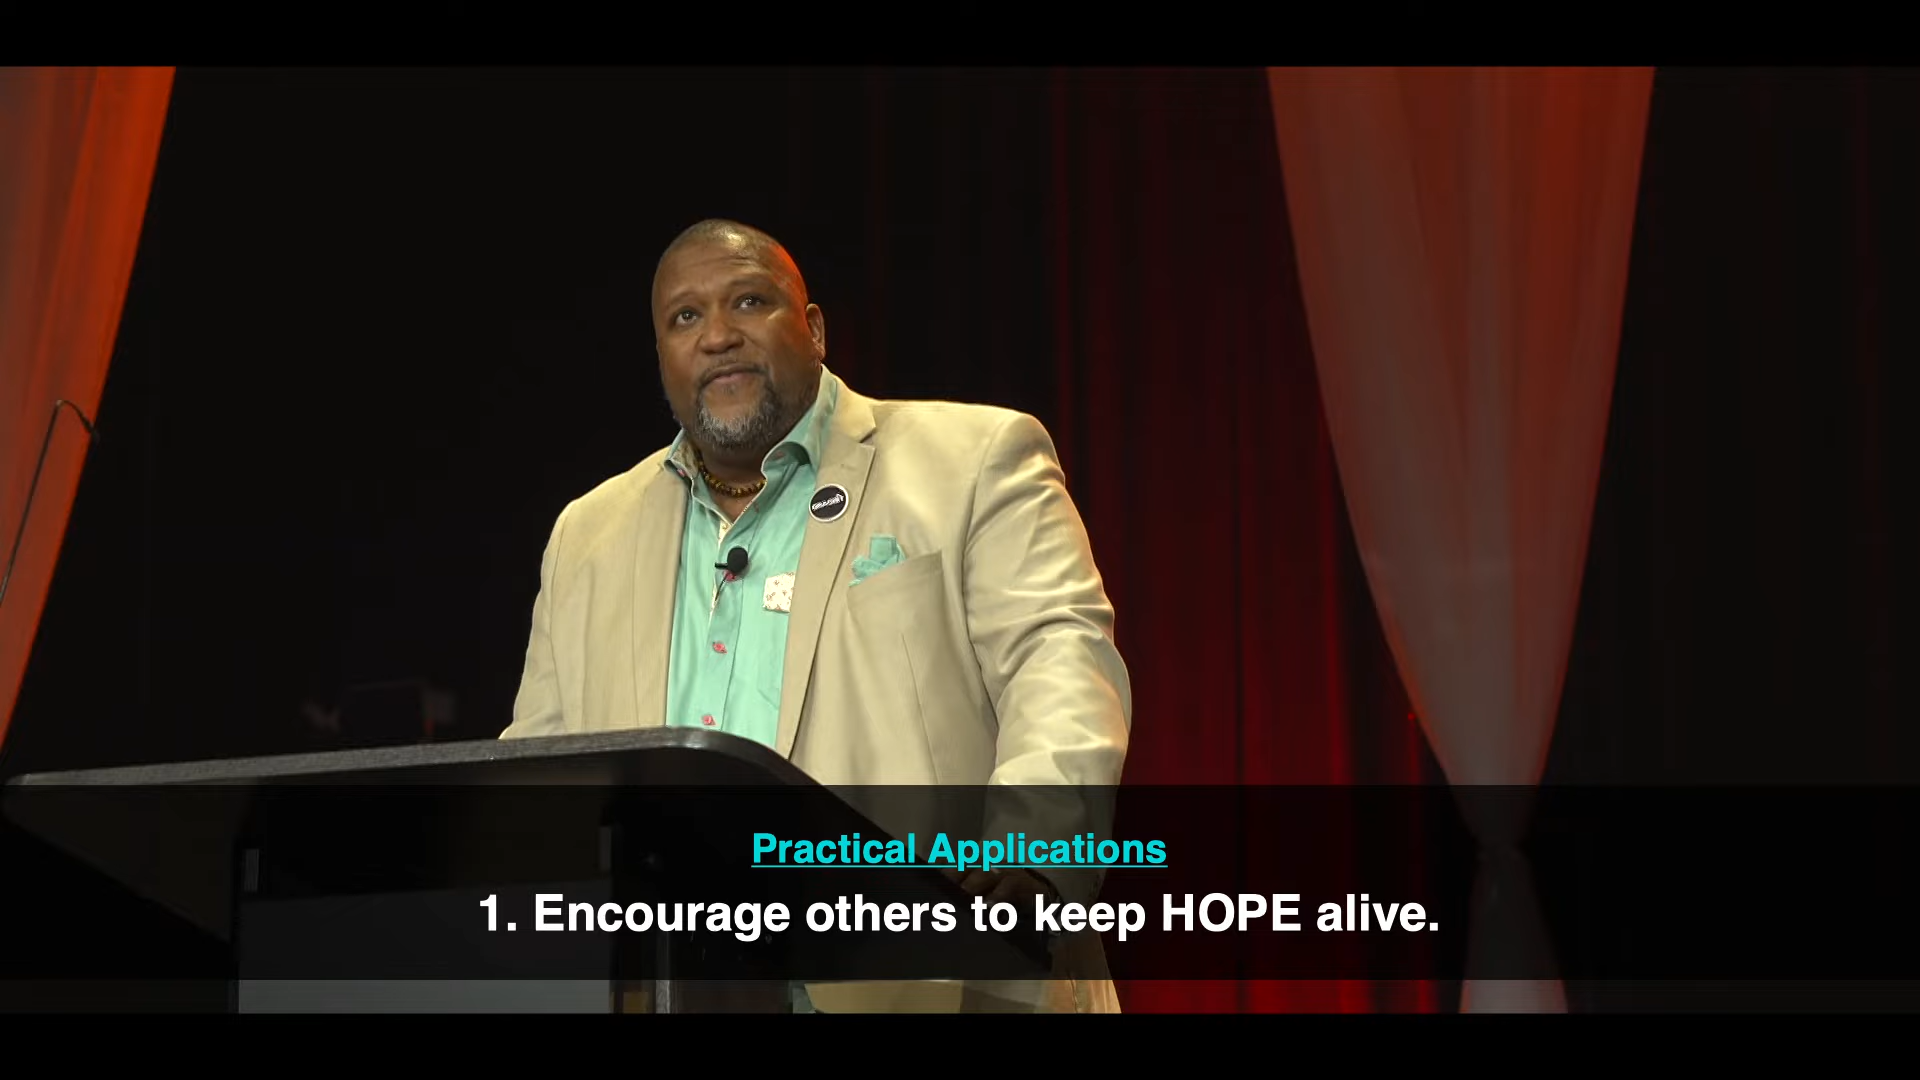 Practical Applications
1. Encourage others to keep HOPE alive.